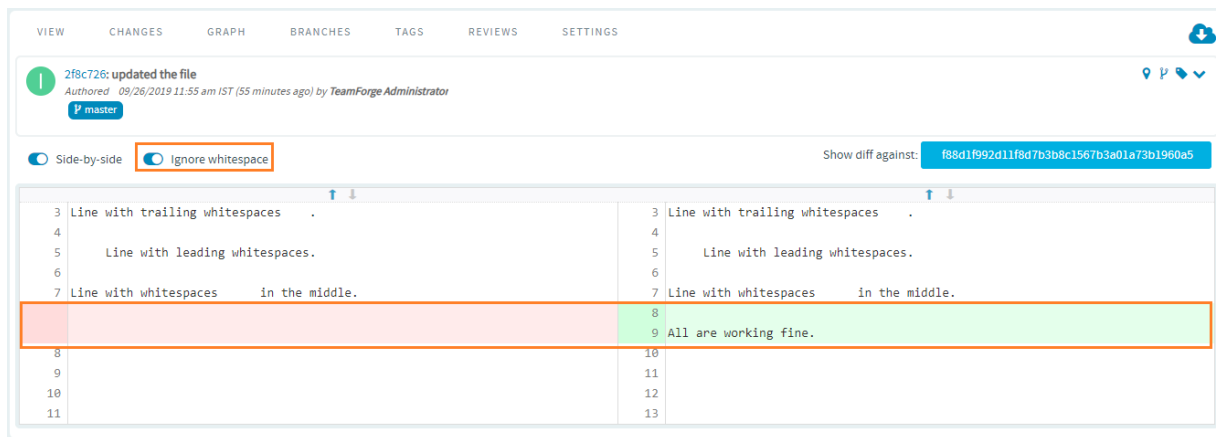 VIEW CHANGES GRAPH BRANCHES TAGS REVIEWS SETTINGS
I
2f8c726: updated the file
Authored 09/26/2019 11:55 am IST (55 minutes ago) by TeamForge Administrator
master
Side-by-side Ignore whitespace Show diff against: f88d1f992d11f8d7b3b8c1567b3a01a73b1960a5
3 Line with trailing whitespaces    . 3 Line with trailing whitespaces    .
4 4
5      Line with leading whitespaces. 5      Line with leading whitespaces.
6 6
7 Line with whitespaces      in the middle. 7 Line with whitespaces      in the middle.
8
9 All are working fine.
8 10
9 11
10 12
11 13